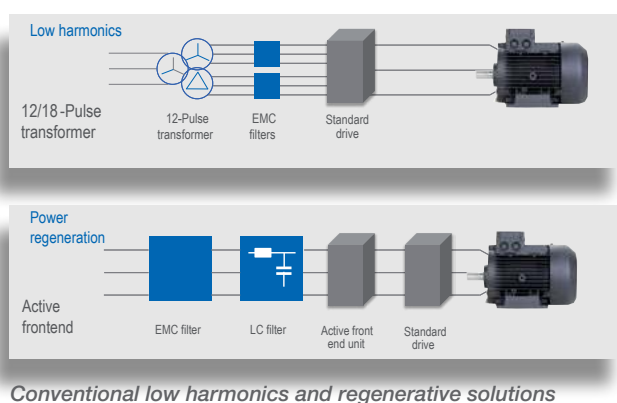 Low harmonics
12/18-Pulse
transformer
12-Pulse
transformer
EMC
filters
Standard
drive
Power
regeneration
Active
frontend
EMC filter
LC filter
Active front
end unit
Standard
drive
Conventional low harmonics and regenerative solutions